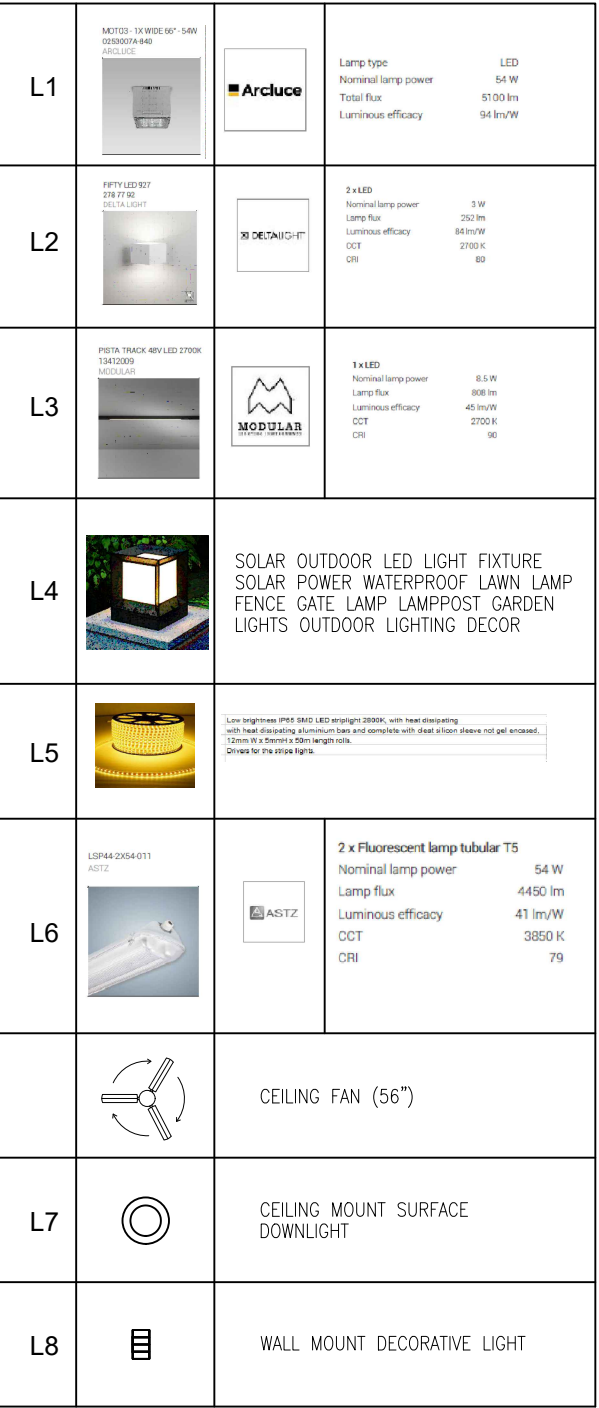 L1
MOT03 - 1X WIDE 66° - 54W
0253007A-840
ARCLUCE
Arcluce
Lamp type LED
Nominal lamp power 54 W
Total flux 5100 lm
Luminous efficacy 94 lm/W
L2
FIFTY LED 927
278 77 92
DELTA LIGHT
DELTALIGHT
2 x LED
Nominal lamp power 3 W
Lamp flux 252 lm
Luminous efficacy 84 lm/W
CCT 2700 K
CRI 80
L3
PISTA TRACK 48V LED 2700K
13412009
MODULAR
MODULAR
1 x LED
Nominal lamp power 8.5 W
Lamp flux 808 lm
Luminous efficacy 45 lm/W
CCT 2700 K
CRI 90
L4
SOLAR OUTDOOR LED LIGHT FIXTURE
SOLAR POWER WATERPROOF LAWN LAMP
FENCE GATE LAMP LAMPPOST GARDEN
LIGHTS OUTDOOR LIGHTING DECOR
L5
Low brightness IP65 SMD LED striplight 2800K, with heat dissipating
with heat dissipating aluminium bars and complete with cleat silicon sleeve not gel encased,
12mm W x 5mmH x 50m length rolls.
Drivers for the stripe lights.
L6
LSP44-2X54-011
ASTZ
ASTZ
2 x Fluorescent lamp tubular T5
Nominal lamp power 54 W
Lamp flux 4450 lm
Luminous efficacy 41 lm/W
CCT 3850 K
CRI 79
CEILING FAN (56")
L7
CEILING MOUNT SURFACE
DOWNLIGHT
L8
WALL MOUNT DECORATIVE LIGHT